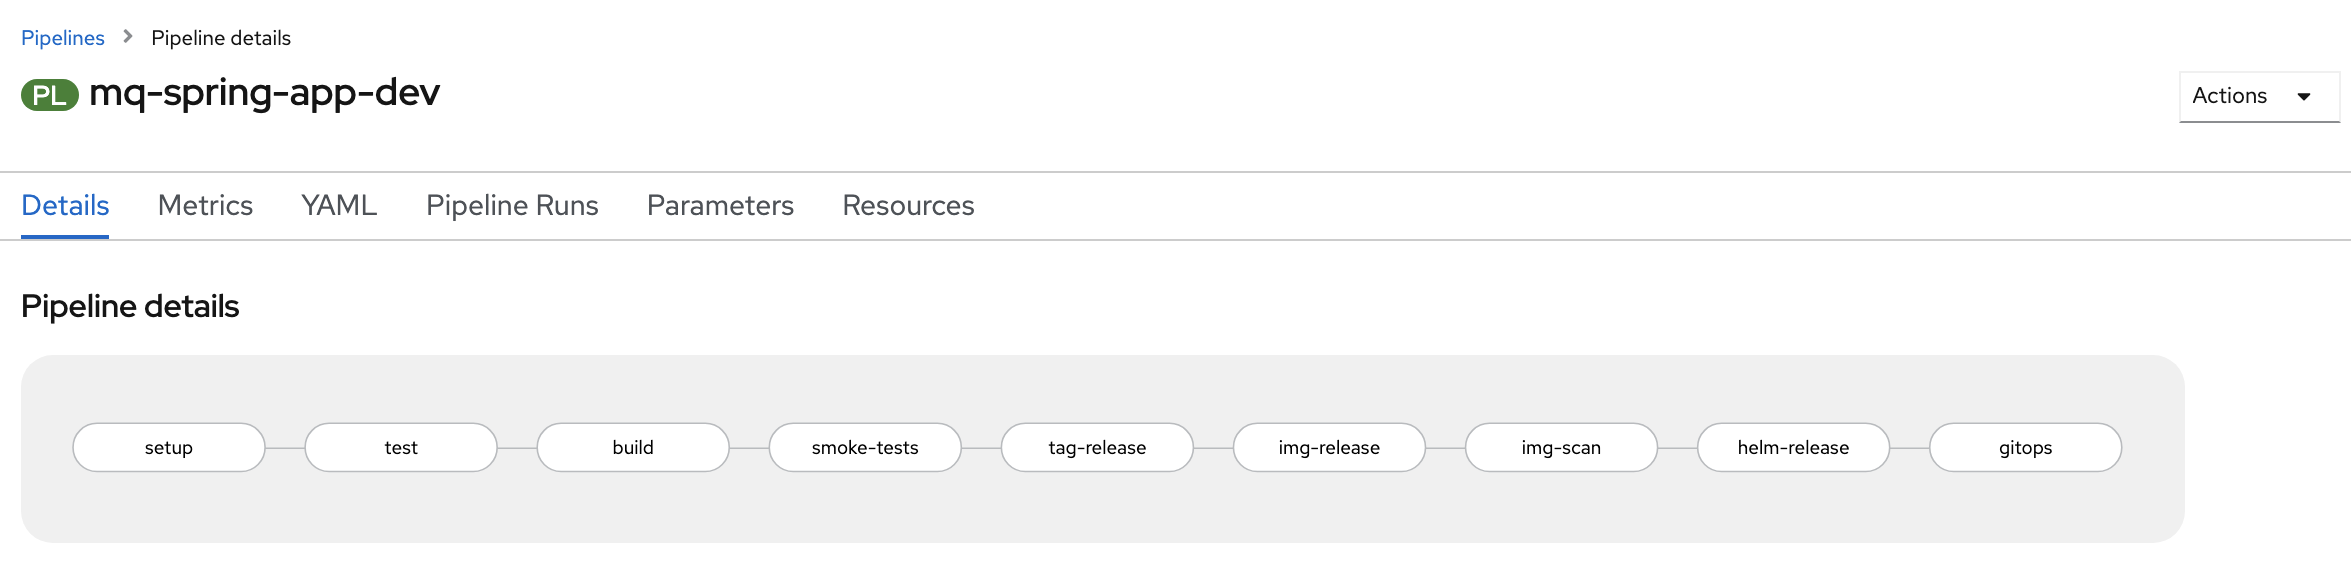 Pipelines > Pipeline details
PL mq-spring-app-dev
Actions
Details Metrics YAML Pipeline Runs Parameters Resources
Pipeline details
setup test build smoke-tests tag-release img-release img-scan helm-release gitops